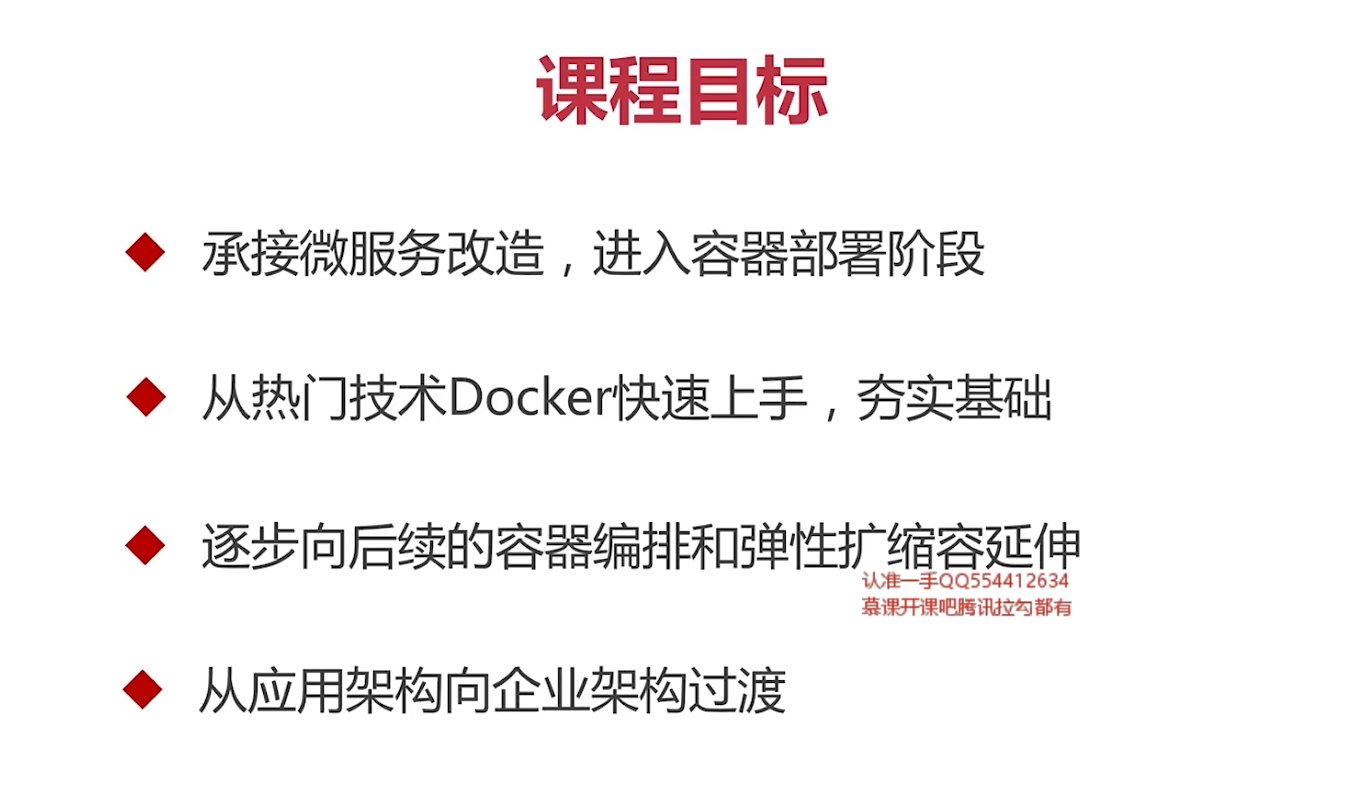 课程目标
承接微服务改造，进入容器部署阶段
从热门技术Docker快速上手，夯实基础
逐步向后续的容器编排和弹性扩缩容延伸
认准一手QQ554412634
慕课开课吧腾讯拉勾都有
从应用架构向企业架构过渡